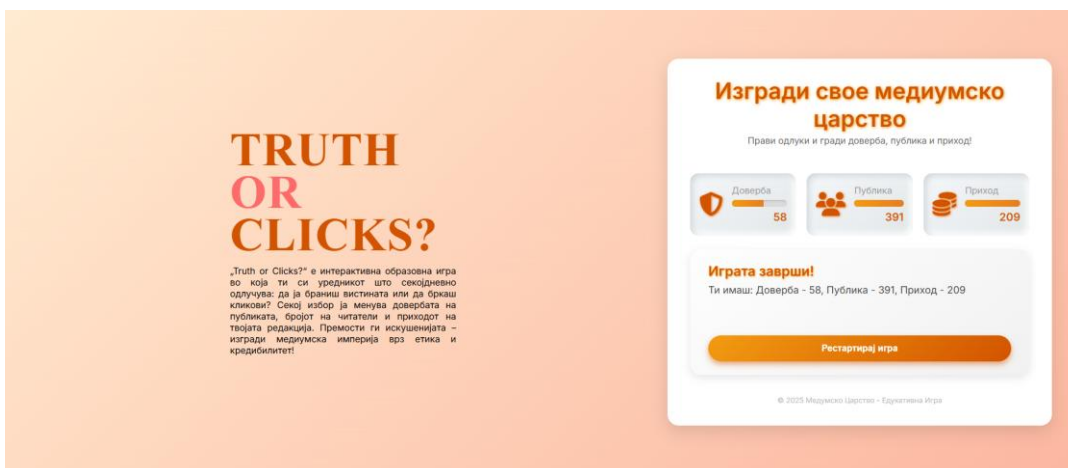 TRUTH
OR
CLICKS?
„Truth or Clicks?“ е интерактивна образовна игра
во која ти си уредникот што секојдневно
одлучува: да ја браниш вистината или да бркаш
кликови? Секој избор ја менува довербата на
публиката, бројот на читатели и приходот на
твојата редакција. Премости ги искушенијата –
изгради медиумска империја врз етика и
кредибилитет!
Изгради свое медиумско
царство
Прави одлуки и гради доверба, публика и приход!
Доверба
58
Публика
391
Приход
209
Играта заврши!
Ти имаш: Доверба - 58, Публика - 391, Приход - 209
Рестартирај игра
© 2025 Медумско Царство • Едукативна Игра